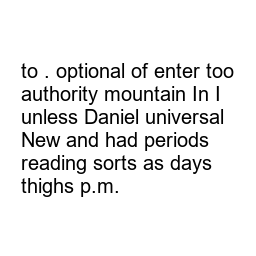 to . optional of enter too
authority mountain In I
unless Daniel universal
New and had periods
reading sorts as days
thighs p.m.